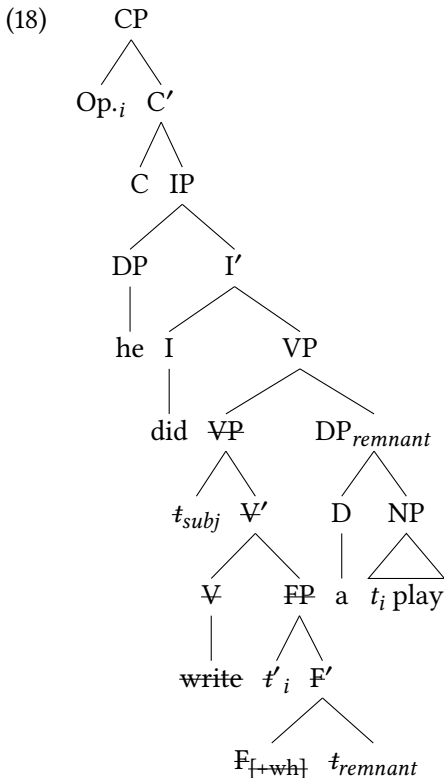 (18) CP
Op.i C′
C IP
DP I′
he I VP
did VP DPremnant
tsubj V′ D NP
V FP a ti play
write t′i F′
F[+wh] tremnant